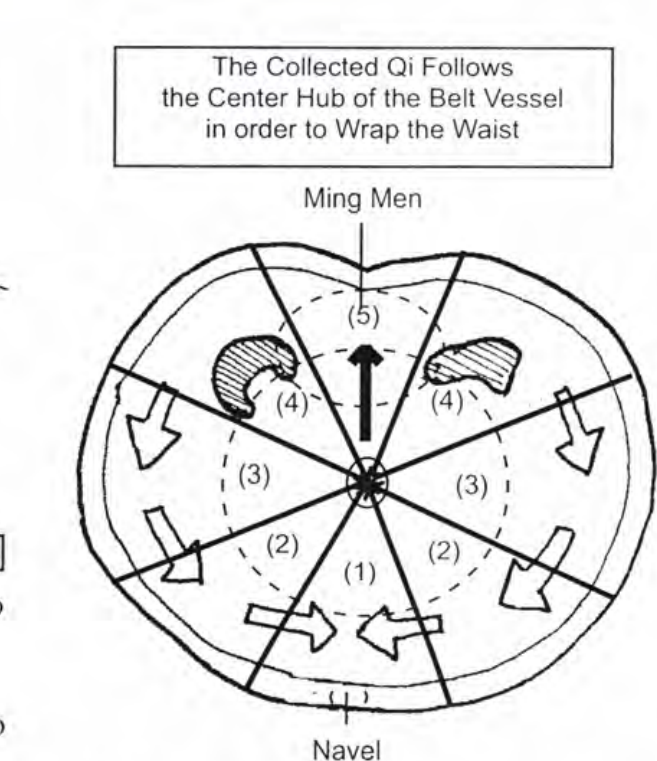 The Collected Qi Follows
the Center Hub of the Belt Vessel
in order to Wrap the Waist
Ming Men
(5)
(4) (4)
(3) (3)
(2) (2)
(1)
Navel